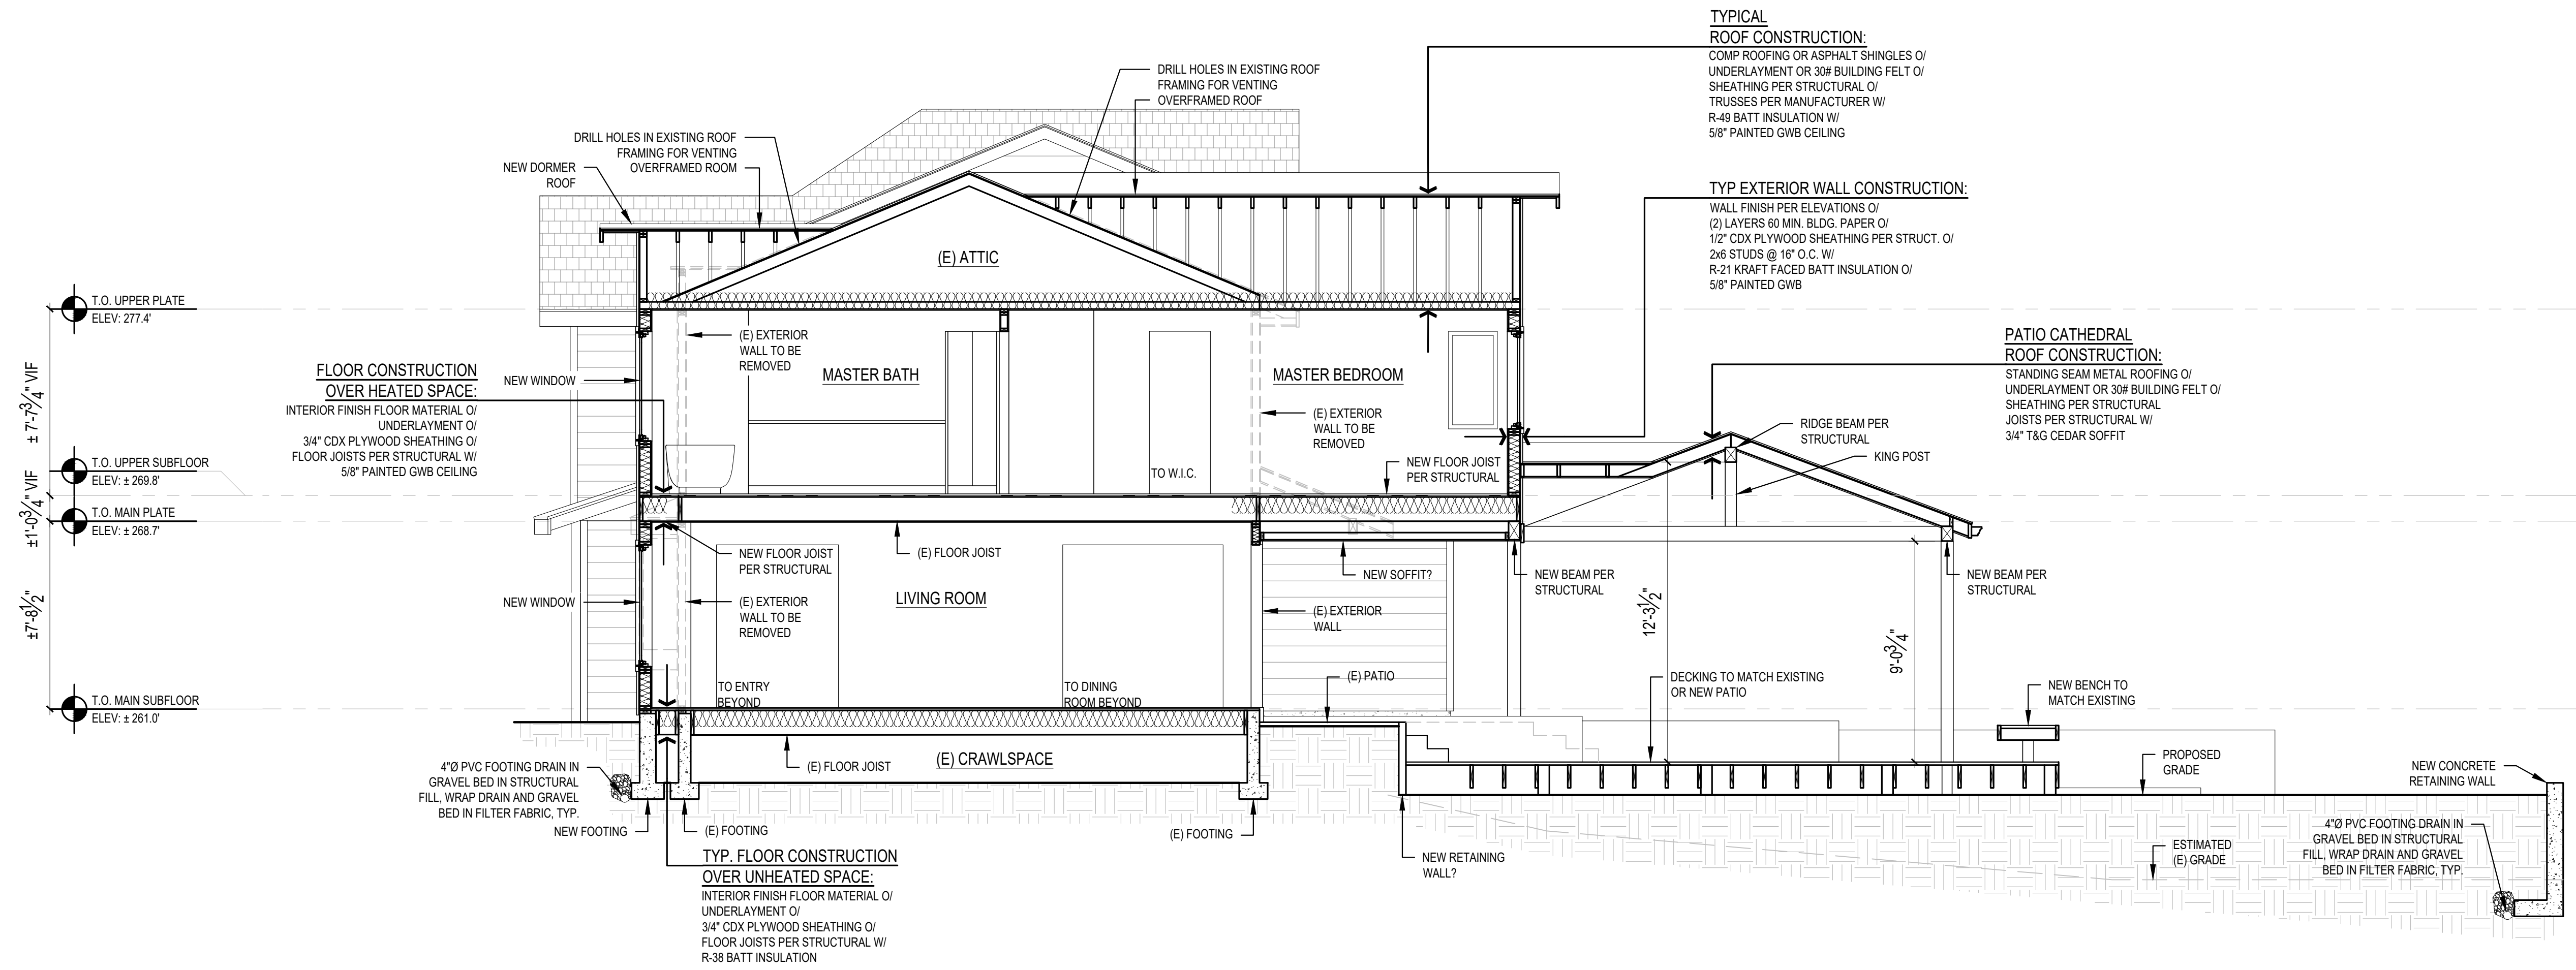 TYPICAL
ROOF CONSTRUCTION:
COMP ROOFING OR ASPHALT SHINGLES O/
UNDERLAYMENT OR 30# BUILDING FELT O/
SHEATHING PER STRUCTURAL O/
TRUSSES PER MANUFACTURER W/
R-49 BATT INSULATION W/
5/8" PAINTED GWB CEILING
DRILL HOLES IN EXISTING ROOF
FRAMING FOR VENTING
OVERFRAMED ROOF
DRILL HOLES IN EXISTING ROOF
FRAMING FOR VENTING
OVERFRAMED ROOM
NEW DORMER
ROOF
TYP EXTERIOR WALL CONSTRUCTION:
WALL FINISH PER ELEVATIONS O/
(2) LAYERS 60 MIN. BLDG. PAPER O/
1/2" CDX PLYWOOD SHEATHING PER STRUCT. O/
2x6 STUDS @ 16" O.C. W/
R-21 KRAFT FACED BATT INSULATION O/
5/8" PAINTED GWB
(E) ATTIC
T.O. UPPER PLATE
ELEV: 277.4'
± 7'-7 3/4" VIF
T.O. UPPER SUBFLOOR
ELEV: ± 269.8'
±1'-0 3/4" VIF
T.O. MAIN PLATE
ELEV: ± 268.7'
±7'-8 1/2"
T.O. MAIN SUBFLOOR
ELEV: ± 261.0'
FLOOR CONSTRUCTION
OVER HEATED SPACE:
INTERIOR FINISH FLOOR MATERIAL O/
UNDERLAYMENT O/
3/4" CDX PLYWOOD SHEATHING O/
FLOOR JOISTS PER STRUCTURAL W/
5/8" PAINTED GWB CEILING
NEW WINDOW
(E) EXTERIOR
WALL TO BE
REMOVED
MASTER BATH
MASTER BEDROOM
(E) EXTERIOR
WALL TO BE
REMOVED
TO W.I.C.
NEW FLOOR JOIST
PER STRUCTURAL
PATIO CATHEDRAL
ROOF CONSTRUCTION:
STANDING SEAM METAL ROOFING O/
UNDERLAYMENT OR 30# BUILDING FELT O/
SHEATHING PER STRUCTURAL
JOISTS PER STRUCTURAL W/
3/4" T&G CEDAR SOFFIT
RIDGE BEAM PER
STRUCTURAL
KING POST
NEW FLOOR JOIST
PER STRUCTURAL
(E) FLOOR JOIST
NEW SOFFIT?
NEW BEAM PER
STRUCTURAL
NEW BEAM PER
STRUCTURAL
NEW WINDOW
(E) EXTERIOR
WALL TO BE
REMOVED
LIVING ROOM
(E) EXTERIOR
WALL
12'-3 1/2"
9'-0 3/4"
TO ENTRY
BEYOND
TO DINING
ROOM BEYOND
(E) PATIO
DECKING TO MATCH EXISTING
OR NEW PATIO
NEW BENCH TO
MATCH EXISTING
4"Ø PVC FOOTING DRAIN IN
GRAVEL BED IN STRUCTURAL
FILL, WRAP DRAIN AND GRAVEL
BED IN FILTER FABRIC, TYP.
(E) FLOOR JOIST
(E) CRAWLSPACE
PROPOSED
GRADE
NEW CONCRETE
RETAINING WALL
NEW FOOTING
(E) FOOTING
(E) FOOTING
NEW RETAINING
WALL?
ESTIMATED
(E) GRADE
4"Ø PVC FOOTING DRAIN IN
GRAVEL BED IN STRUCTURAL
FILL, WRAP DRAIN AND GRAVEL
BED IN FILTER FABRIC, TYP.
TYP. FLOOR CONSTRUCTION
OVER UNHEATED SPACE:
INTERIOR FINISH FLOOR MATERIAL O/
UNDERLAYMENT O/
3/4" CDX PLYWOOD SHEATHING O/
FLOOR JOISTS PER STRUCTURAL W/
R-38 BATT INSULATION